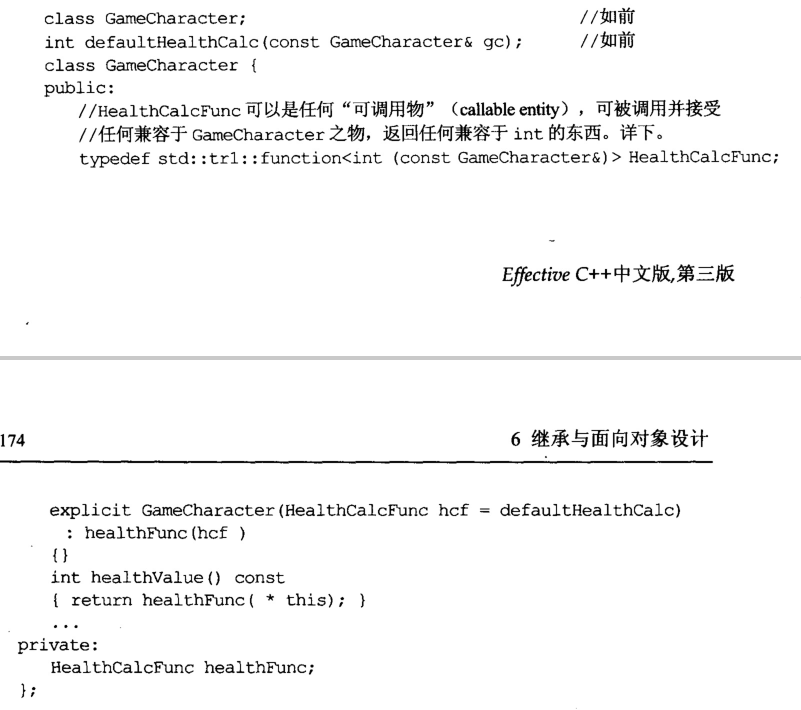 class GameCharacter; //如前
int defaultHealthCalc(const GameCharacter& gc); //如前
class GameCharacter {
public:
//HealthCalcFunc 可以是任何“可调用物”（callable entity），可被调用并接受
//任何兼容于 GameCharacter 之物，返回任何兼容于 int 的东西。详下。
typedef std::tr1::function<int (const GameCharacter&)> HealthCalcFunc;
Effective C++中文版,第三版
174 6 继承与面向对象设计
explicit GameCharacter(HealthCalcFunc hcf = defaultHealthCalc)
: healthFunc(hcf )
{}
int healthValue() const
{ return healthFunc( * this); }
...
private:
HealthCalcFunc healthFunc;
};